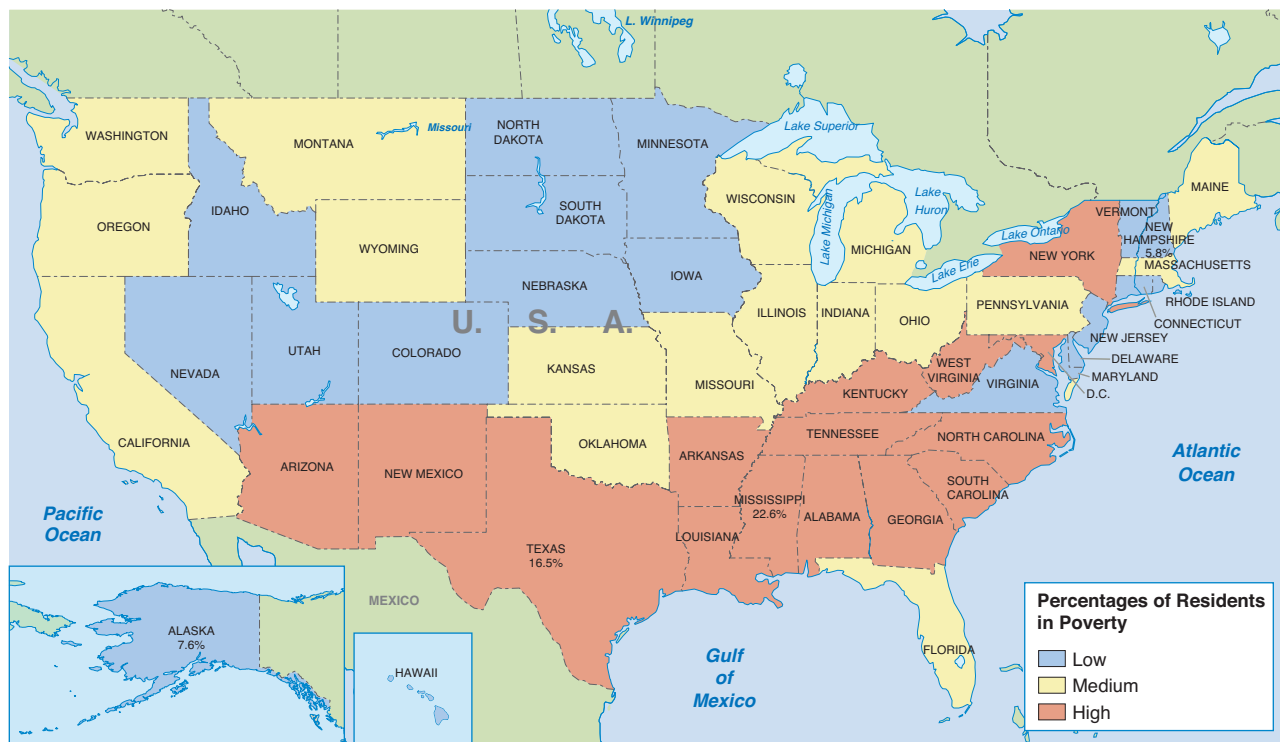 L. Winnipeg
WASHINGTON
MONTANA
Missouri
NORTH
DAKOTA
MINNESOTA
Lake Superior
OREGON
IDAHO
WYOMING
SOUTH
DAKOTA
WISCONSIN
Lake Michigan
Lake
Huron
MICHIGAN
Lake Ontario
Lake Erie
MAINE
VERMONT
NEW
HAMPSHIRE
5.8%
NEW YORK
MASSACHUSETTS
RHODE ISLAND
CONNECTICUT
NEW JERSEY
DELAWARE
MARYLAND
D.C.
NEBRASKA
IOWA
ILLINOIS
INDIANA
OHIO
PENNSYLVANIA
U. S. A.
NEVADA
UTAH
COLORADO
KANSAS
MISSOURI
KENTUCKY
WEST
VIRGINIA
VIRGINIA
CALIFORNIA
ARIZONA
NEW MEXICO
OKLAHOMA
ARKANSAS
TENNESSEE
NORTH CAROLINA
SOUTH
CAROLINA
MISSISSIPPI
22.6%
ALABAMA
GEORGIA
LOUISIANA
TEXAS
16.5%
FLORIDA
Pacific
Ocean
Atlantic
Ocean
MEXICO
Gulf
of
Mexico
ALASKA
7.6%
HAWAII
Percentages of Residents
in Poverty
Low
Medium
High